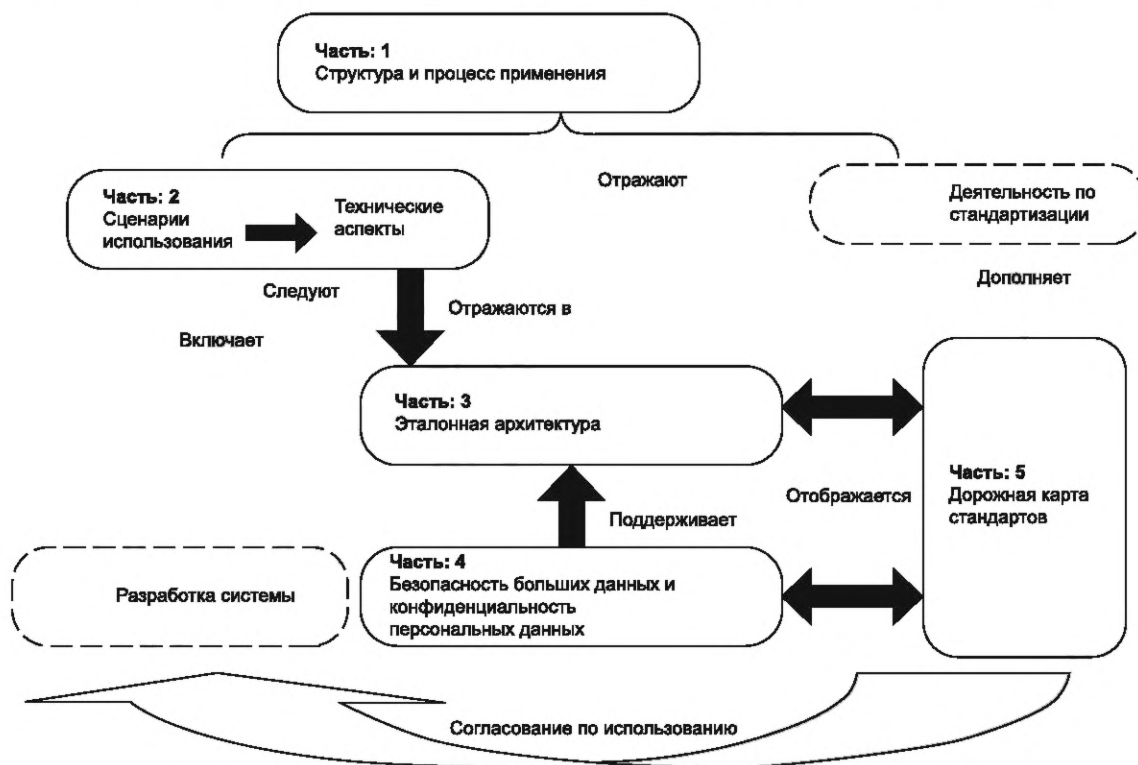 Часть: 1
Структура и процесс применения
Часть: 2
Сценарии
использования
Технические
аспекты
Отражают
Деятельность по
стандартизации
Следуют
Отражаются в
Дополняет
Включает
Часть: 3
Эталонная архитектура
Часть: 5
Дорожная карта
стандартов
Отображается
Поддерживает
Разработка системы
Часть: 4
Безопасность больших данных и
конфиденциальность
персональных данных
Согласование по использованию